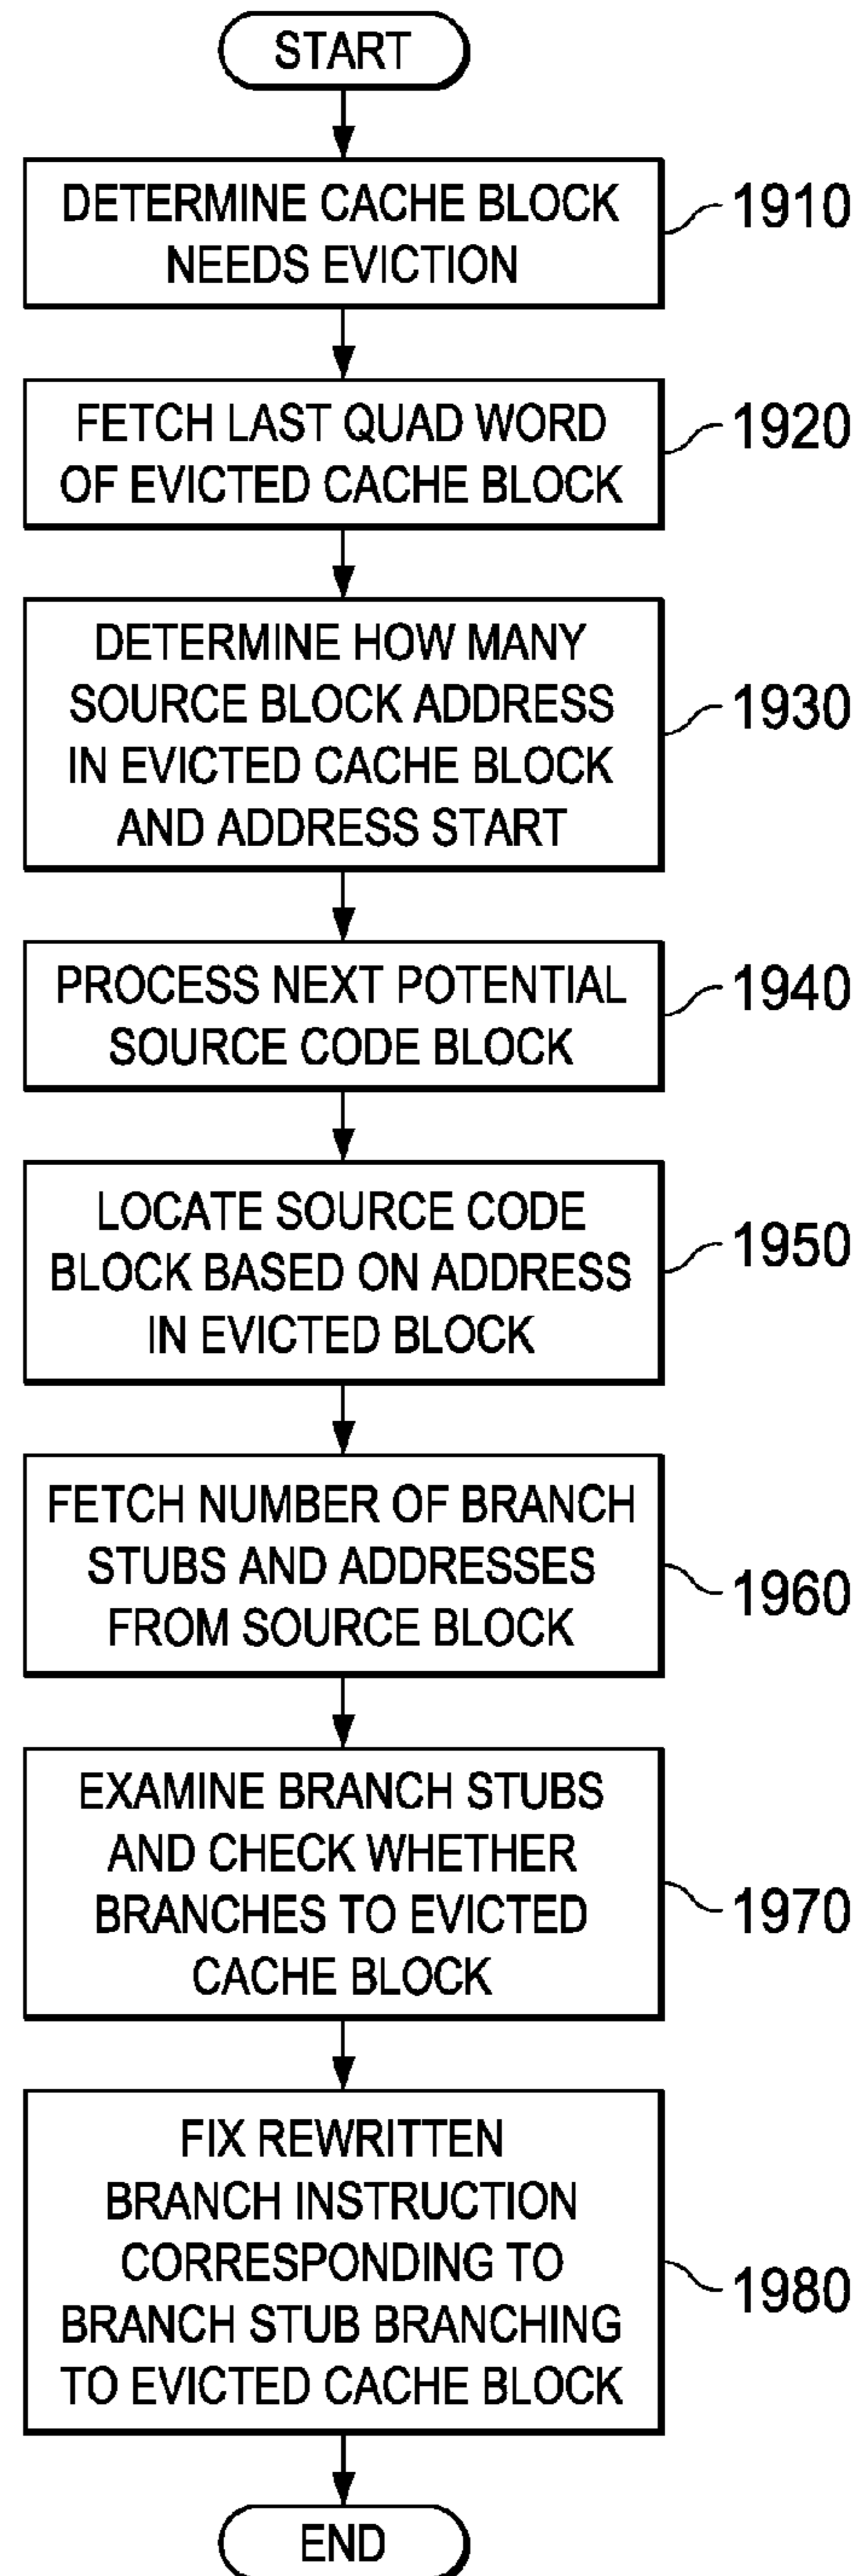 START
DETERMINE CACHE BLOCK
NEEDS EVICTION
1910
FETCH LAST QUAD WORD
OF EVICTED CACHE BLOCK
1920
DETERMINE HOW MANY
SOURCE BLOCK ADDRESS
IN EVICTED CACHE BLOCK
AND ADDRESS START
1930
PROCESS NEXT POTENTIAL
SOURCE CODE BLOCK
1940
LOCATE SOURCE CODE
BLOCK BASED ON ADDRESS
IN EVICTED BLOCK
1950
FETCH NUMBER OF BRANCH
STUBS AND ADDRESSES
FROM SOURCE BLOCK
1960
EXAMINE BRANCH STUBS
AND CHECK WHETHER
BRANCHES TO EVICTED
CACHE BLOCK
1970
FIX REWRITTEN
BRANCH INSTRUCTION
CORRESPONDING TO
BRANCH STUB BRANCHING
TO EVICTED CACHE BLOCK
1980
END